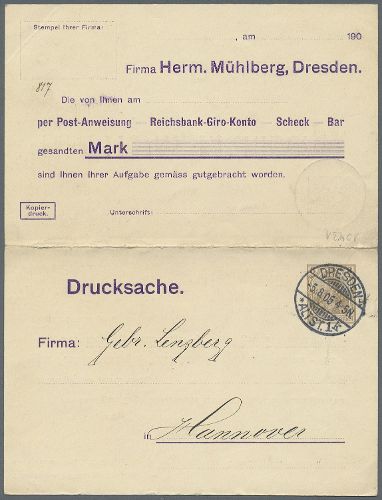 Stempel Ihrer Firma:
, am 190
Firma Herm. Mühlberg, Dresden.
Die von Ihnen am
per Post-Anweisung — Reichsbank-Giro-Konto — Scheck — Bar
gesandten Mark
sind Ihnen Ihrer Aufgabe gemäss gutgebracht worden.
Kopier-
druck.
Unterschrift:
Drucksache.
DRESDEN
ALTST. 14
Firma: Gebr. Lenzberg
in Hannover